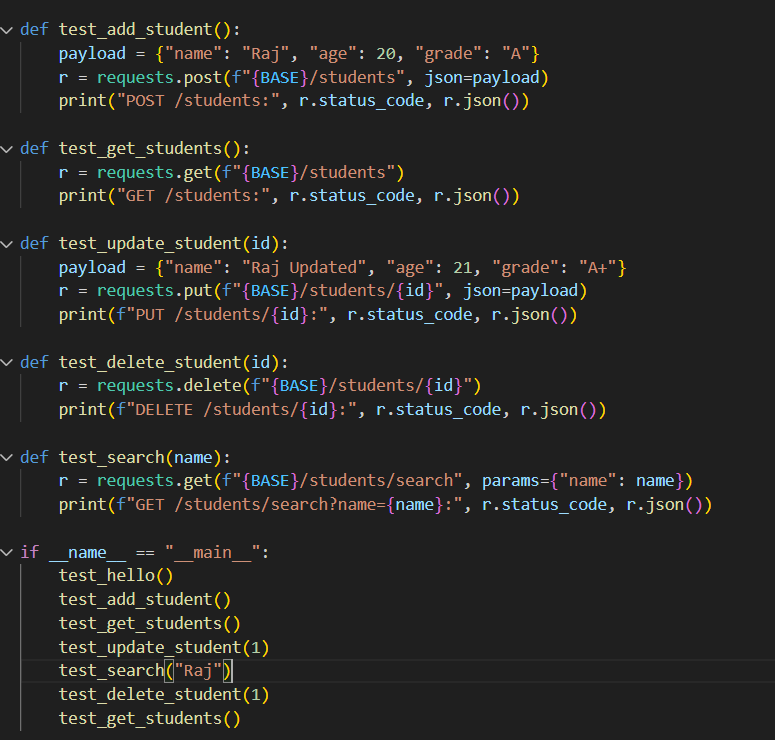 def test_add_student():
    payload = {"name": "Raj", "age": 20, "grade": "A"}
    r = requests.post(f"{BASE}/students", json=payload)
    print("POST /students:", r.status_code, r.json())

def test_get_students():
    r = requests.get(f"{BASE}/students")
    print("GET /students:", r.status_code, r.json())

def test_update_student(id):
    payload = {"name": "Raj Updated", "age": 21, "grade": "A+"}
    r = requests.put(f"{BASE}/students/{id}", json=payload)
    print(f"PUT /students/{id}:", r.status_code, r.json())

def test_delete_student(id):
    r = requests.delete(f"{BASE}/students/{id}")
    print(f"DELETE /students/{id}:", r.status_code, r.json())

def test_search(name):
    r = requests.get(f"{BASE}/students/search", params={"name": name})
    print(f"GET /students/search?name={name}:", r.status_code, r.json())

if __name__ == "__main__":
    test_hello()
    test_add_student()
    test_get_students()
    test_update_student(1)
    test_search("Raj")
    test_delete_student(1)
    test_get_students()